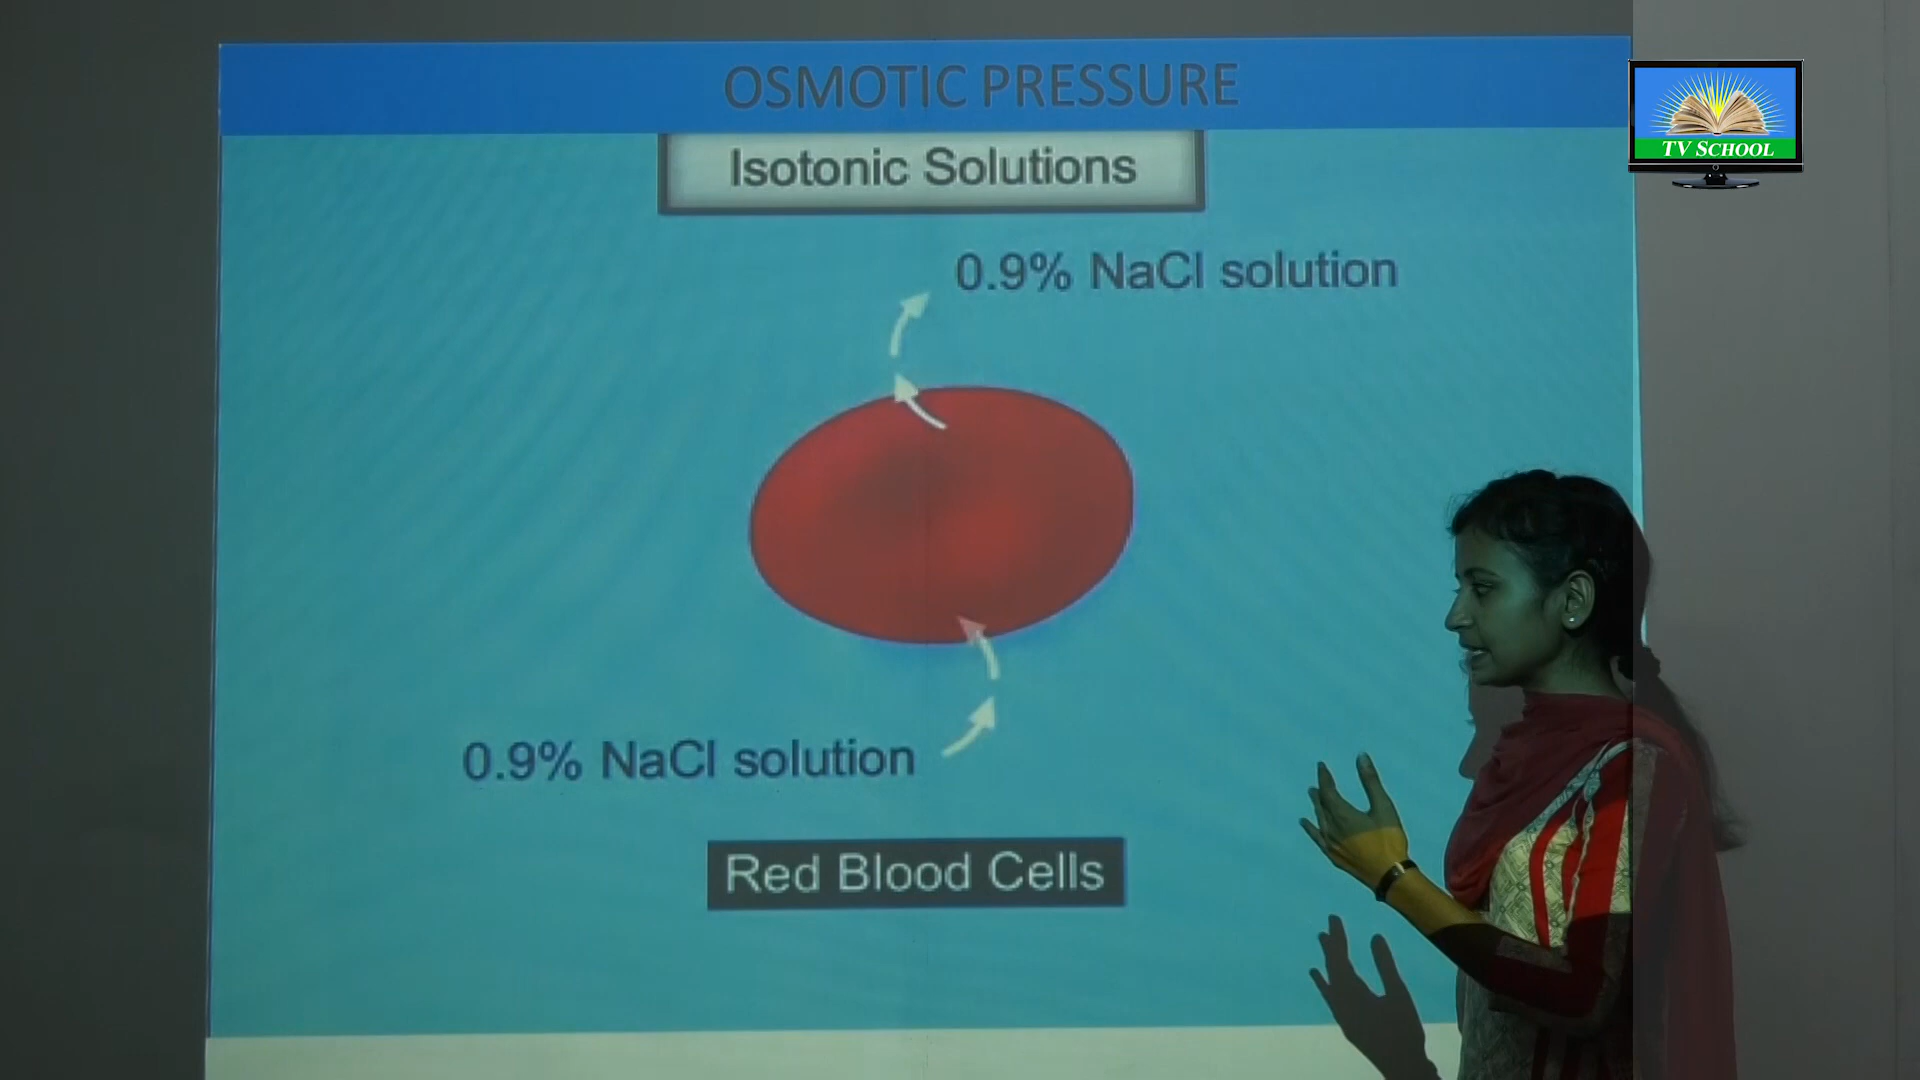 OSMOTIC PRESSURE
Isotonic Solutions
0.9% NaCl solution
0.9% NaCl solution
Red Blood Cells
TV SCHOOL